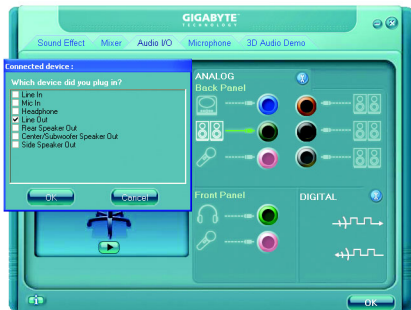 GIGABYTE
TECHNOLOGY
Sound Effect
Mixer
Audio I/O
Microphone
3D Audio Demo
Connected device :
Which device did you plug in?
Line In
Mic In
Headphone
Line Out
Rear Speaker Out
Center/Subwoofer Speaker Out
Side Speaker Out
OK
Cancel
ANALOG
Back Panel
Front Panel
DIGITAL
OK